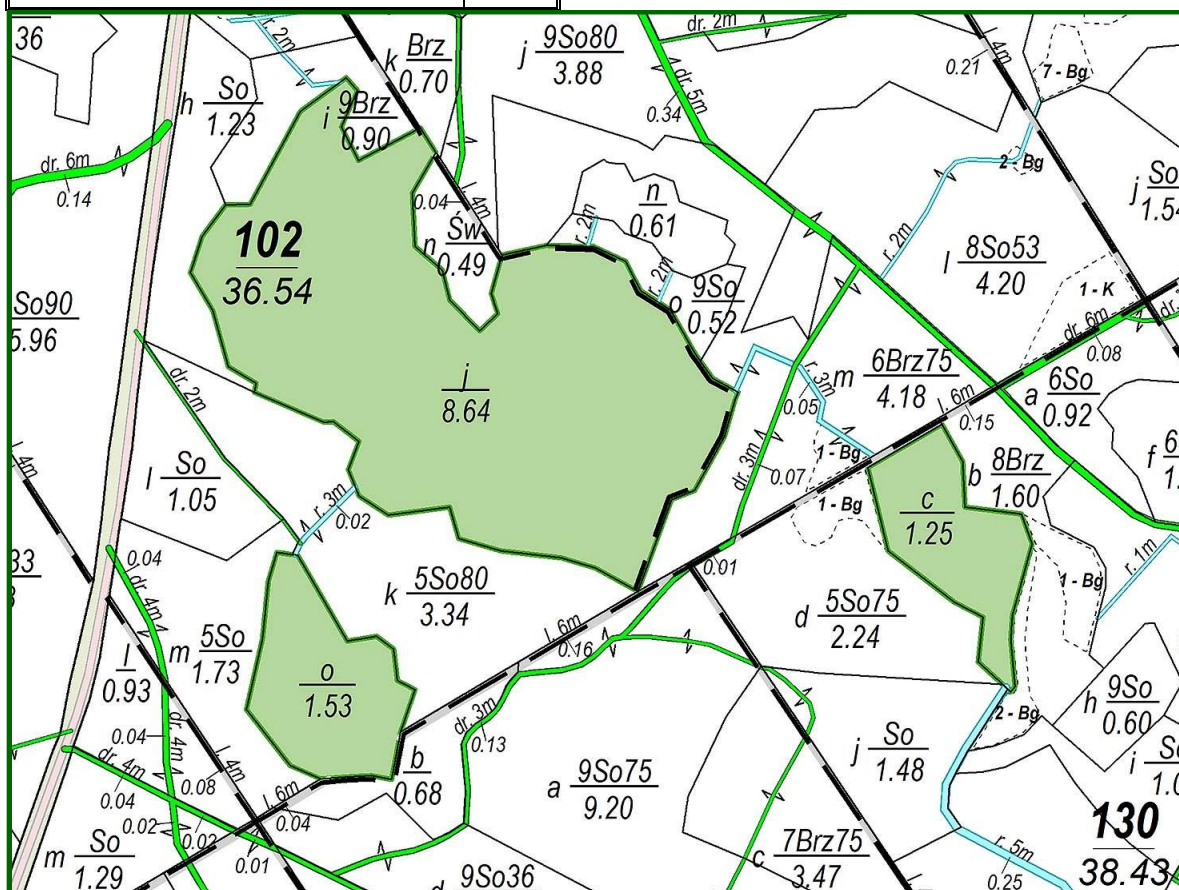 36
r. 2m
k Brz
0.70
j 9So80
3.88
dr. 2m
l. 4m
0.21
7 - Bg
h So
1.23
i 9Brz
0.90
dr. 5m
0.34
dr. 6m
0.14
2 - Bg
j So
1.54
0.04
l. 4m
n
0.61
r. 2m
r. 2m
102
36.54
n Św
0.49
r. 2m
l 8So53
4.20
1 - K
So90
5.96
o 9So
0.52
dr. 6m
0.08
dr.
dr. 2m
j
8.64
r. 3m
0.05
m 6Brz75
4.18
l. 6m
0.15
a 6So
0.92
l So
1.05
l. 4m
dr. 3m
0.07
1 - Bg
b 8Brz
1.60
f 6
1.
r. 3m
0.02
1 - Bg
c
1.25
0.04
dr. 4m
0.01
1 - Bg
r. 1m
k 5So80
3.34
d 5So75
2.24
m 5So
1.73
l. 6m
0.16
l
0.93
o
1.53
h 9So
0.60
2 - Bg
dr. 3m
0.13
0.04
dr. 4m
l. 4m
b
0.68
j So
1.48
i So
1.0
dr. 4m
0.04
0.08
l. 6m
0.04
a 9So75
9.20
0.02
0.02
0.01
130
38.43
m So
1.29
9So36
c 7Brz75
3.47
r. 5m
0.25